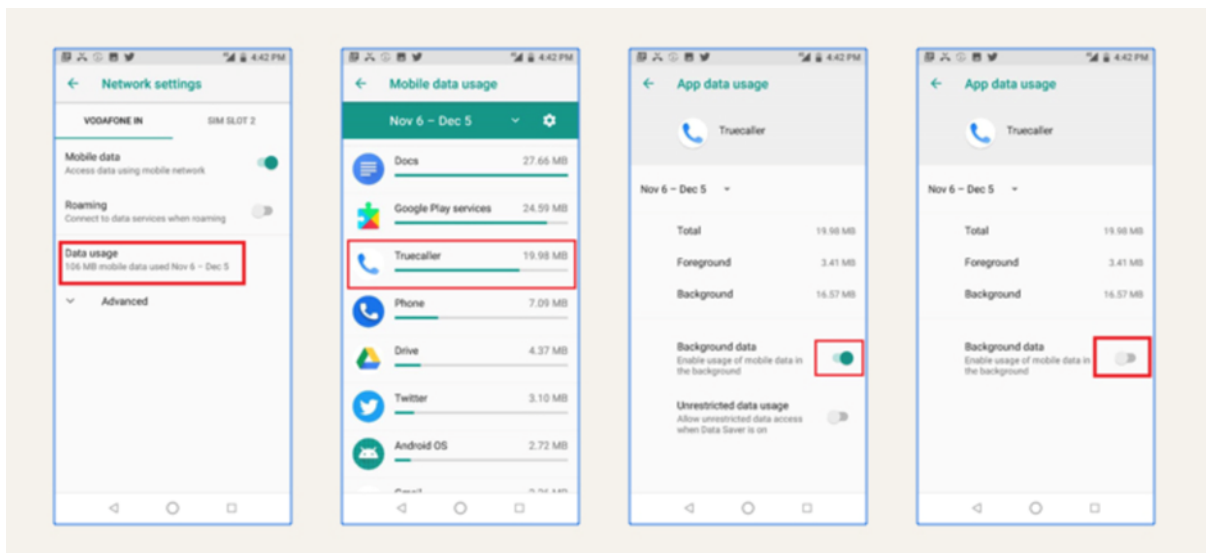 4:42 PM
Network settings
VODAFONE IN
SIM SLOT 2
Mobile data
Access data using mobile network
Roaming
Connect to data services when roaming
Data usage
106 MB mobile data used Nov 6 – Dec 5
Advanced
4:42 PM
Mobile data usage
Nov 6 – Dec 5
Docs 27.66 MB
Google Play services 24.59 MB
Truecaller 19.98 MB
Phone 7.09 MB
Drive 4.37 MB
Twitter 3.10 MB
Android OS 2.72 MB
4:42 PM
App data usage
Truecaller
Nov 6 – Dec 5
Total 19.98 MB
Foreground 3.41 MB
Background 16.57 MB
Background data
Enable usage of mobile data in
the background
Unrestricted data usage
Allow unrestricted data access
when Data Saver is on
4:42 PM
App data usage
Truecaller
Nov 6 – Dec 5
Total 19.98 MB
Foreground 3.41 MB
Background 16.57 MB
Background data
Enable usage of mobile data in
the background